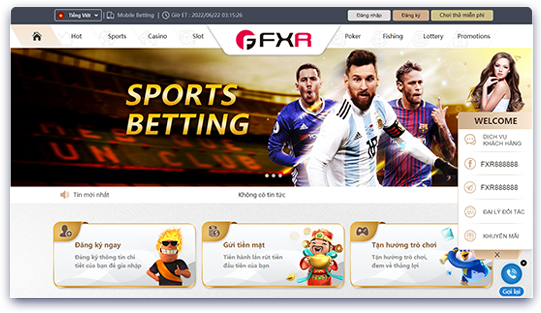 Tiếng Việt
Mobile Betting
Giờ ET : 2022/06/22 03:15:26
Đăng nhập
Đăng ký
Chơi thử miễn phí
Hot
Sports
Casino
Slot
FXR
Poker
Fishing
Lottery
Promotions
SPORTS
BETTING
WELCOME
DỊCH VỤ
KHÁCH HÀNG
FXR888888
FXR888888
ĐẠI LÝ ĐỐI TÁC
KHUYẾN MÃI
Tin mới nhất
Không có tin tức
Đăng ký ngay
Đăng ký thông tin chi
tiết của bạn để gia nhập
Gửi tiền mặt
Tiến hành lần rút tiền
đầu tiên của bạn
Tận hưởng trò chơi
Tận hưởng trò chơi,
đem về thắng lợi
Gọi lại